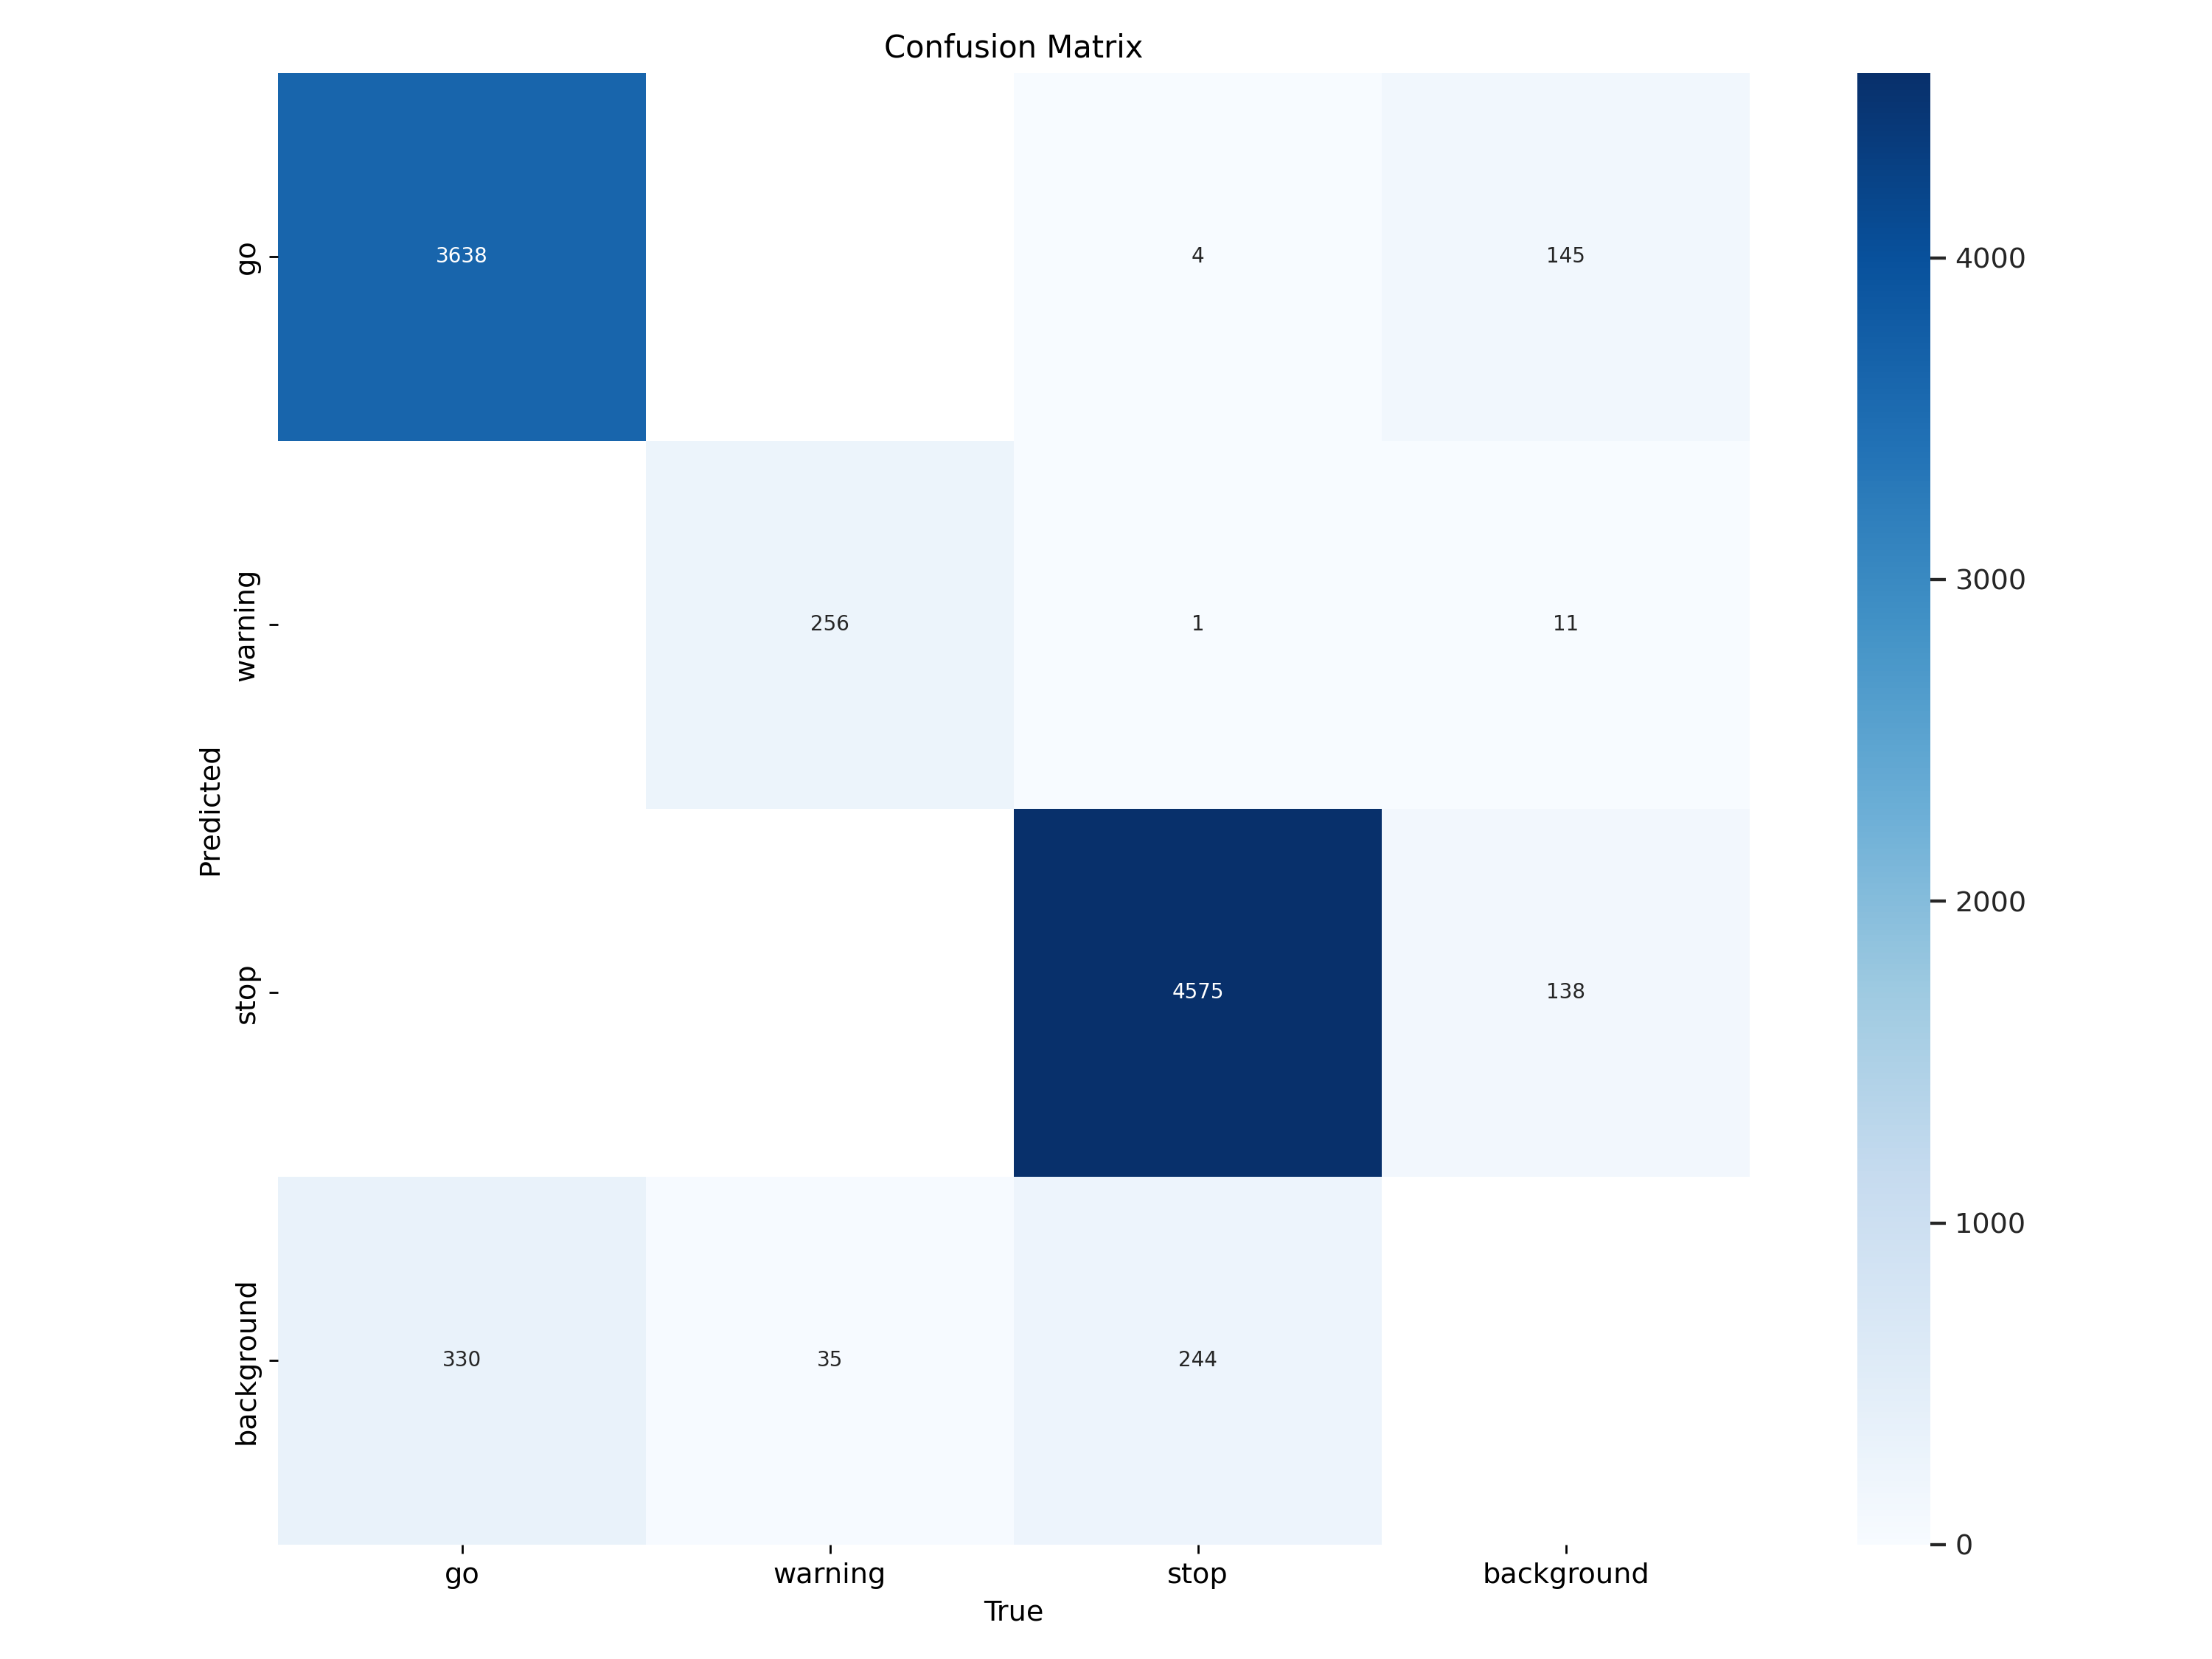 Confusion Matrix
go
3638
4
145
4000
3000
warning
256
1
11
Predicted
2000
stop
4575
138
1000
background
330
35
244
0
go
warning
stop
background
True